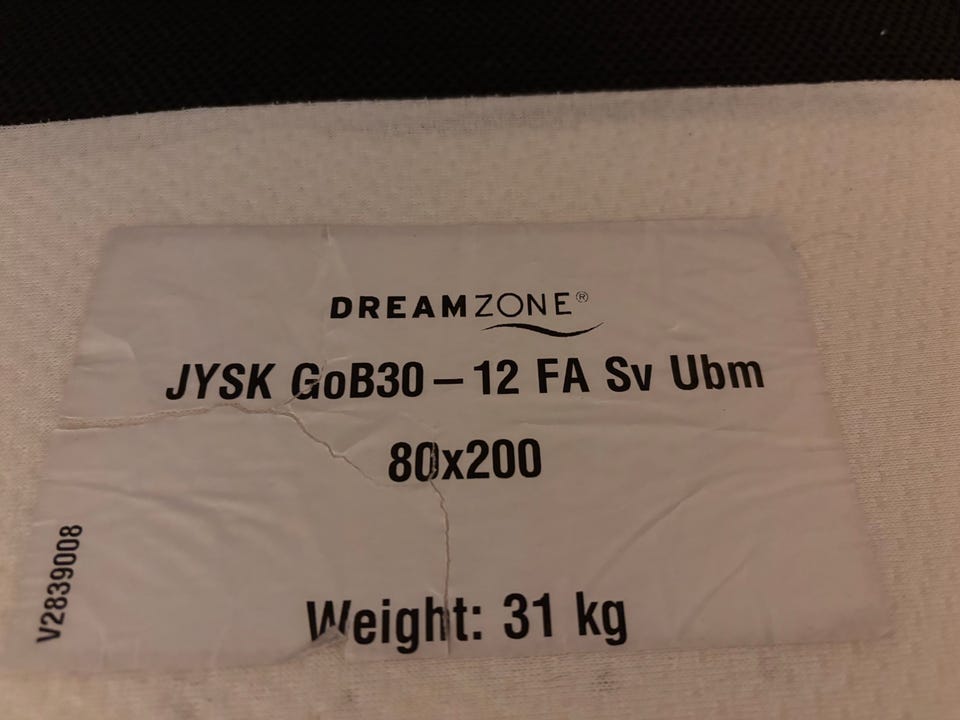 DREAMZONE®
JYSK GoB30 – 12 FA Sv Ubm
80x200
V2839008
Weight: 31 kg